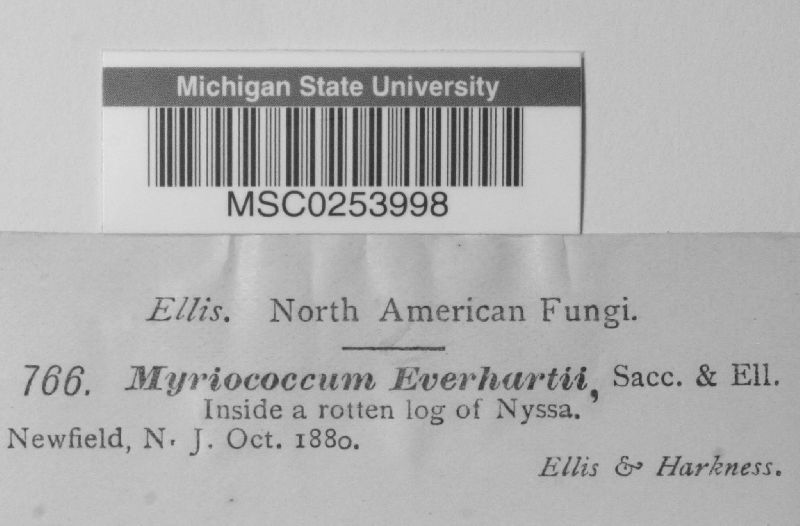 Michigan State University
MSC0253998
Ellis. North American Fungi.
766. Myriococcum Everhartii, Sacc. & Ell.
Inside a rotten log of Nyssa.
Newfield, N. J. Oct. 1880.
Ellis & Harkness.